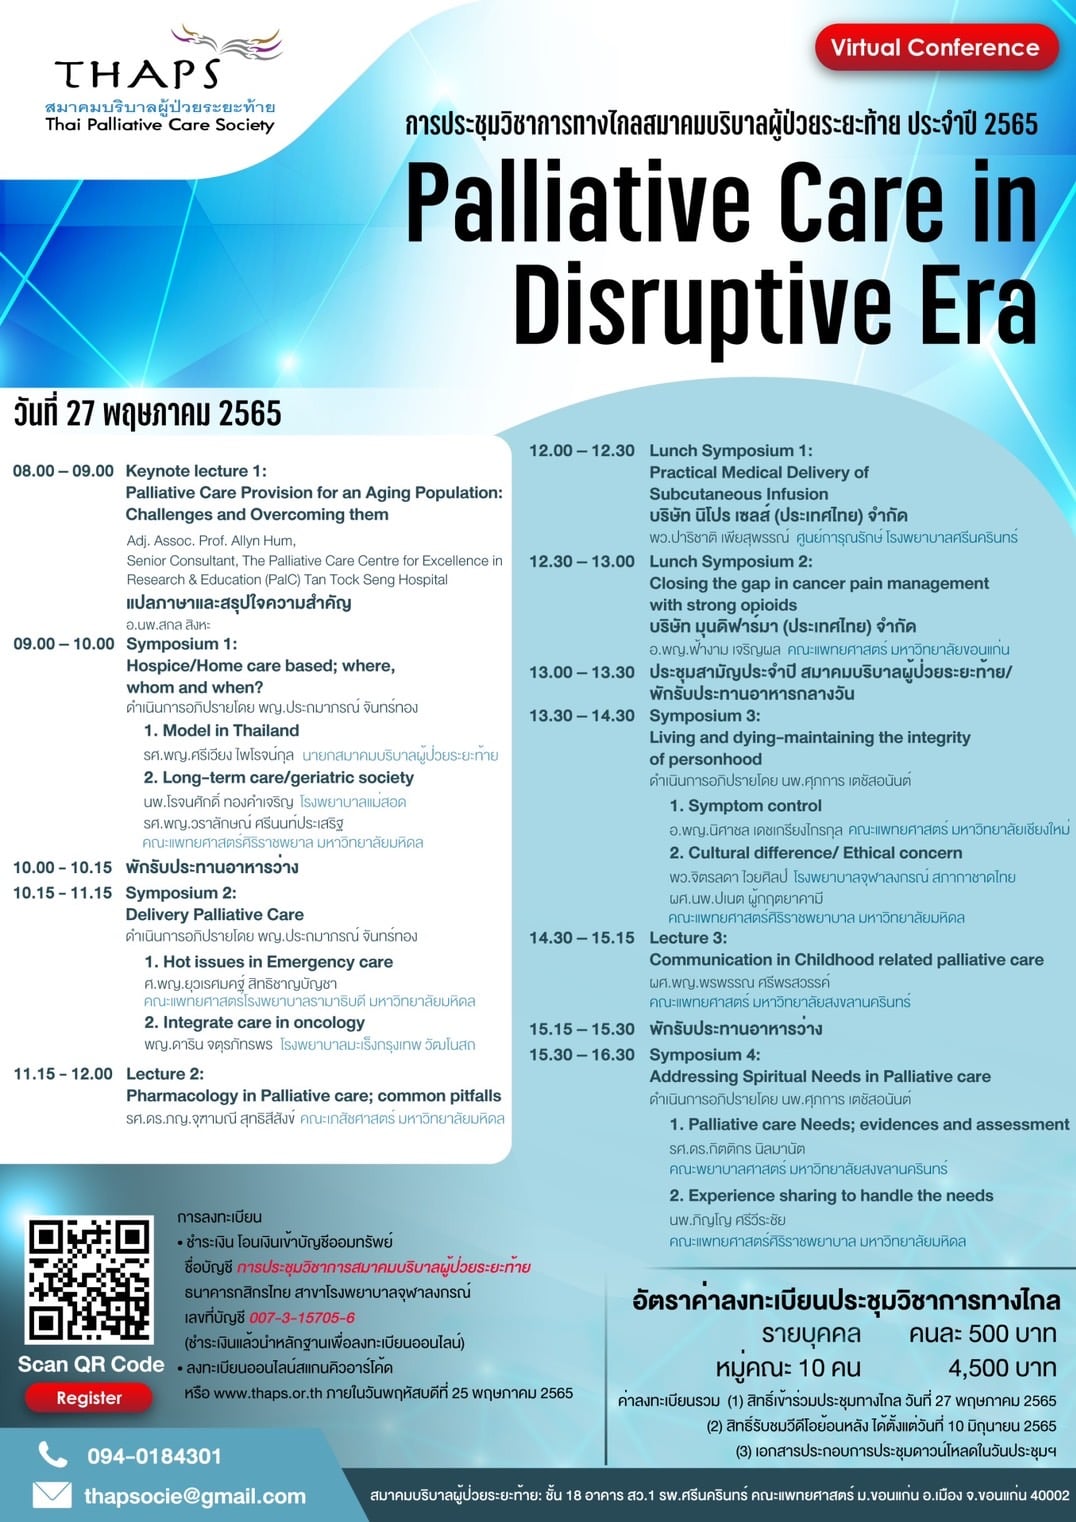 THAPS
สมาคมบริบาลผู้ป่วยระยะท้าย
Thai Palliative Care Society
Virtual Conference
การประชุมวิชาการทางไกลสมาคมบริบาลผู้ป่วยระยะท้าย ประจำปี 2565
Palliative Care in
Disruptive Era
วันที่ 27 พฤษภาคม 2565
08.00 – 09.00 Keynote lecture 1:
Palliative Care Provision for an Aging Population:
Challenges and Overcoming them
Adj. Assoc. Prof. Allyn Hum,
Senior Consultant, The Palliative Care Centre for Excellence in
Research & Education (PalC) Tan Tock Seng Hospital
แปลภาษาและสรุปใจความสำคัญ
อ.นพ.สกล สิงหะ
09.00 – 10.00 Symposium 1:
Hospice/Home care based; where,
whom and when?
ดำเนินการอภิปรายโดย พญ.ประถมาภรณ์ จันทร์ทอง
1. Model in Thailand
รศ.พญ.ศรีเวียง ไพโรจน์กุล นายกสมาคมบริบาลผู้ป่วยระยะท้าย
2. Long-term care/geriatric society
นพ.โรจนศักดิ์ ทองคำเจริญ โรงพยาบาลแม่สอด
รศ.พญ.วราลักษณ์ ศรีนนท์ประเสริฐ
คณะแพทยศาสตร์ศิริราชพยาบาล มหาวิทยาลัยมหิดล
10.00 - 10.15 พักรับประทานอาหารว่าง
10.15 - 11.15 Symposium 2:
Delivery Palliative Care
ดำเนินการอภิปรายโดย พญ.ประถมาภรณ์ จันทร์ทอง
1. Hot issues in Emergency care
ศ.พญ.ยุวเรศมคฐ์ สิทธิชาญบัญชา
คณะแพทยศาสตร์โรงพยาบาลรามาธิบดี มหาวิทยาลัยมหิดล
2. Integrate care in oncology
พญ.ดาริน จตุรภัทรพร โรงพยาบาลมะเร็งกรุงเทพ วัฒโนสถ
11.15 - 12.00 Lecture 2:
Pharmacology in Palliative care; common pitfalls
รศ.ดร.ภญ.จุฑามณี สุทธิสีสังข์ คณะเภสัชศาสตร์ มหาวิทยาลัยมหิดล
12.00 – 12.30 Lunch Symposium 1:
Practical Medical Delivery of
Subcutaneous Infusion
บริษัท นิโปร เซลส์ (ประเทศไทย) จำกัด
พว.ปาริชาติ เพียสุพรรณ์ ศูนย์การุณรักษ์ โรงพยาบาลศรีนครินทร์
12.30 – 13.00 Lunch Symposium 2:
Closing the gap in cancer pain management
with strong opioids
บริษัท มุนดิฟาร์มา (ประเทศไทย) จำกัด
อ.พญ.ฟ้างาม เจริญผล คณะแพทยศาสตร์ มหาวิทยาลัยขอนแก่น
13.00 – 13.30 ประชุมสามัญประจำปี สมาคมบริบาลผู้ป่วยระยะท้าย/
พักรับประทานอาหารกลางวัน
13.30 – 14.30 Symposium 3:
Living and dying-maintaining the integrity
of personhood
ดำเนินการอภิปรายโดย นพ.ศุภการ เตชัสอนันต์
1. Symptom control
อ.พญ.นิศาชล เดชเกรียงไกรกุล คณะแพทยศาสตร์ มหาวิทยาลัยเชียงใหม่
2. Cultural difference/ Ethical concern
พว.จิตรลดา ไวยศิลป์ โรงพยาบาลจุฬาลงกรณ์ สภากาชาดไทย
ผศ.นพ.ปเนต ผู้กฤตยาคามี
คณะแพทยศาสตร์ศิริราชพยาบาล มหาวิทยาลัยมหิดล
14.30 – 15.15 Lecture 3:
Communication in Childhood related palliative care
ผศ.พญ.พรพรรณ ศรีพรสวรรค์
คณะแพทยศาสตร์ มหาวิทยาลัยสงขลานครินทร์
15.15 – 15.30 พักรับประทานอาหารว่าง
15.30 – 16.30 Symposium 4:
Addressing Spiritual Needs in Palliative care
ดำเนินการอภิปรายโดย นพ.ศุภการ เตชัสอนันต์
1. Palliative care Needs; evidences and assessment
รศ.ดร.กิตติกร นิลมานัต
คณะพยาบาลศาสตร์ มหาวิทยาลัยสงขลานครินทร์
2. Experience sharing to handle the needs
นพ.ภิญโญ ศรีวีระชัย
คณะแพทยศาสตร์ศิริราชพยาบาล มหาวิทยาลัยมหิดล
การลงทะเบียน
• ชำระเงิน โอนเงินเข้าบัญชีออมทรัพย์
ชื่อบัญชี การประชุมวิชาการสมาคมบริบาลผู้ป่วยระยะท้าย
ธนาคารกสิกรไทย สาขาโรงพยาบาลจุฬาลงกรณ์
เลขที่บัญชี 007-3-15705-6
(ชำระเงินแล้วนำหลักฐานเพื่อลงทะเบียนออนไลน์)
• ลงทะเบียนออนไลน์สแกนคิวอาร์โค้ด
หรือ www.thaps.or.th ภายในวันพฤหัสบดีที่ 25 พฤษภาคม 2565
Scan QR Code
Register
อัตราค่าลงทะเบียนประชุมวิชาการทางไกล
รายบุคคล คนละ 500 บาท
หมู่คณะ 10 คน 4,500 บาท
ค่าลงทะเบียนรวม (1) สิทธิ์เข้าร่วมประชุมทางไกล วันที่ 27 พฤษภาคม 2565
(2) สิทธิ์รับชมวีดีโอย้อนหลัง ได้ตั้งแต่วันที่ 10 มิถุนายน 2565
(3) เอกสารประกอบการประชุมดาวน์โหลดในวันประชุมฯ
094-0184301
thapsocie@gmail.com
สมาคมบริบาลผู้ป่วยระยะท้าย: ชั้น 18 อาคาร สว.1 รพ.ศรีนครินทร์ คณะแพทยศาสตร์ ม.ขอนแก่น อ.เมือง จ.ขอนแก่น 40002